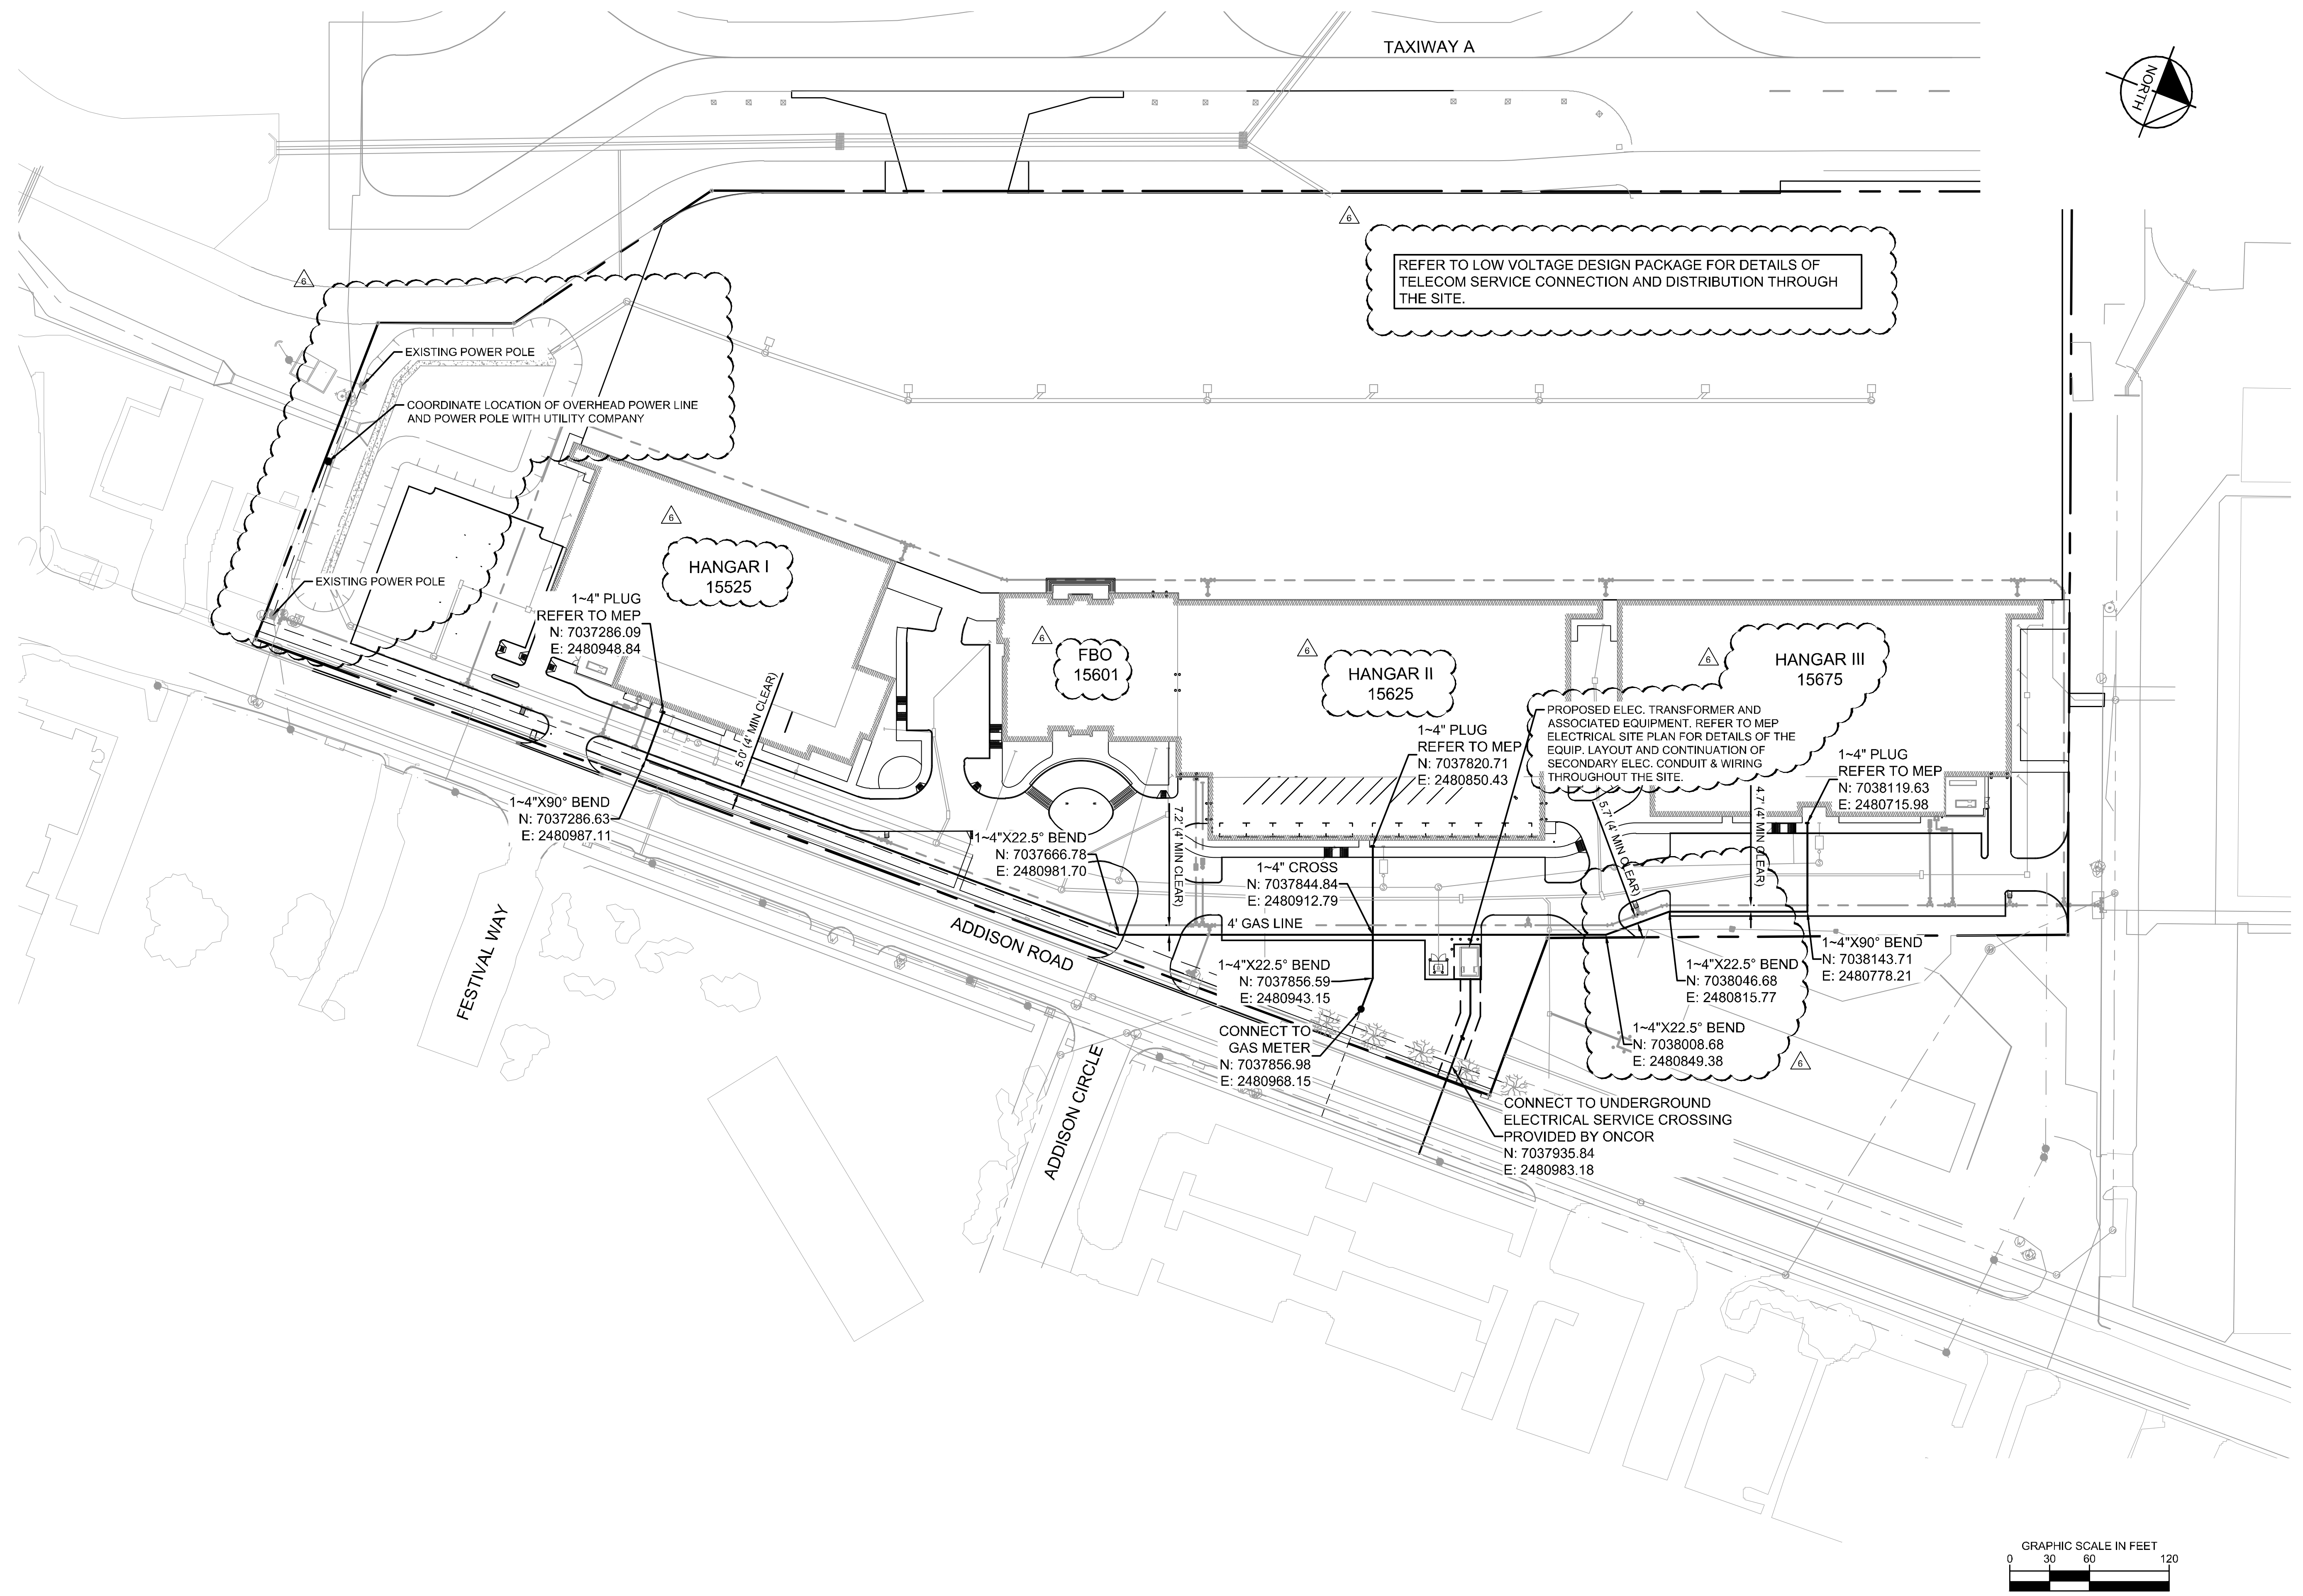 TAXIWAY A
NORTH
6
REFER TO LOW VOLTAGE DESIGN PACKAGE FOR DETAILS OF
TELECOM SERVICE CONNECTION AND DISTRIBUTION THROUGH
THE SITE.
6
EXISTING POWER POLE
COORDINATE LOCATION OF OVERHEAD POWER LINE
AND POWER POLE WITH UTILITY COMPANY
6
HANGAR I
15525
EXISTING POWER POLE
1~4" PLUG
REFER TO MEP
N: 7037286.09
E: 2480948.84
6
FBO
15601
6
HANGAR II
15625
6
HANGAR III
15675
5.0' (4' MIN CLEAR)
PROPOSED ELEC. TRANSFORMER AND
ASSOCIATED EQUIPMENT. REFER TO MEP
ELECTRICAL SITE PLAN FOR DETAILS OF THE
EQUIP. LAYOUT AND CONTINUATION OF
SECONDARY ELEC. CONDUIT & WIRING
THROUGHOUT THE SITE.
1~4" PLUG
REFER TO MEP
N: 7037820.71
E: 2480850.43
1~4" PLUG
REFER TO MEP
N: 7038119.63
E: 2480715.98
1~4"X90° BEND
N: 7037286.63
E: 2480987.11
7.2' (4' MIN CLEAR)
5.7' (4' MIN CLEAR)
4.7' (4' MIN CLEAR)
1~4"X22.5° BEND
N: 7037666.78
E: 2480981.70
1~4" CROSS
N: 7037844.84
E: 2480912.79
4' GAS LINE
FESTIVAL WAY
ADDISON ROAD
1~4"X22.5° BEND
N: 7037856.59
E: 2480943.15
1~4"X90° BEND
N: 7038143.71
E: 2480778.21
1~4"X22.5° BEND
N: 7038046.68
E: 2480815.77
CONNECT TO
GAS METER
N: 7037856.98
E: 2480968.15
1~4"X22.5° BEND
N: 7038008.68
E: 2480849.38
6
ADDISON CIRCLE
CONNECT TO UNDERGROUND
ELECTRICAL SERVICE CROSSING
PROVIDED BY ONCOR
N: 7037935.84
E: 2480983.18
GRAPHIC SCALE IN FEET
0 30 60 120